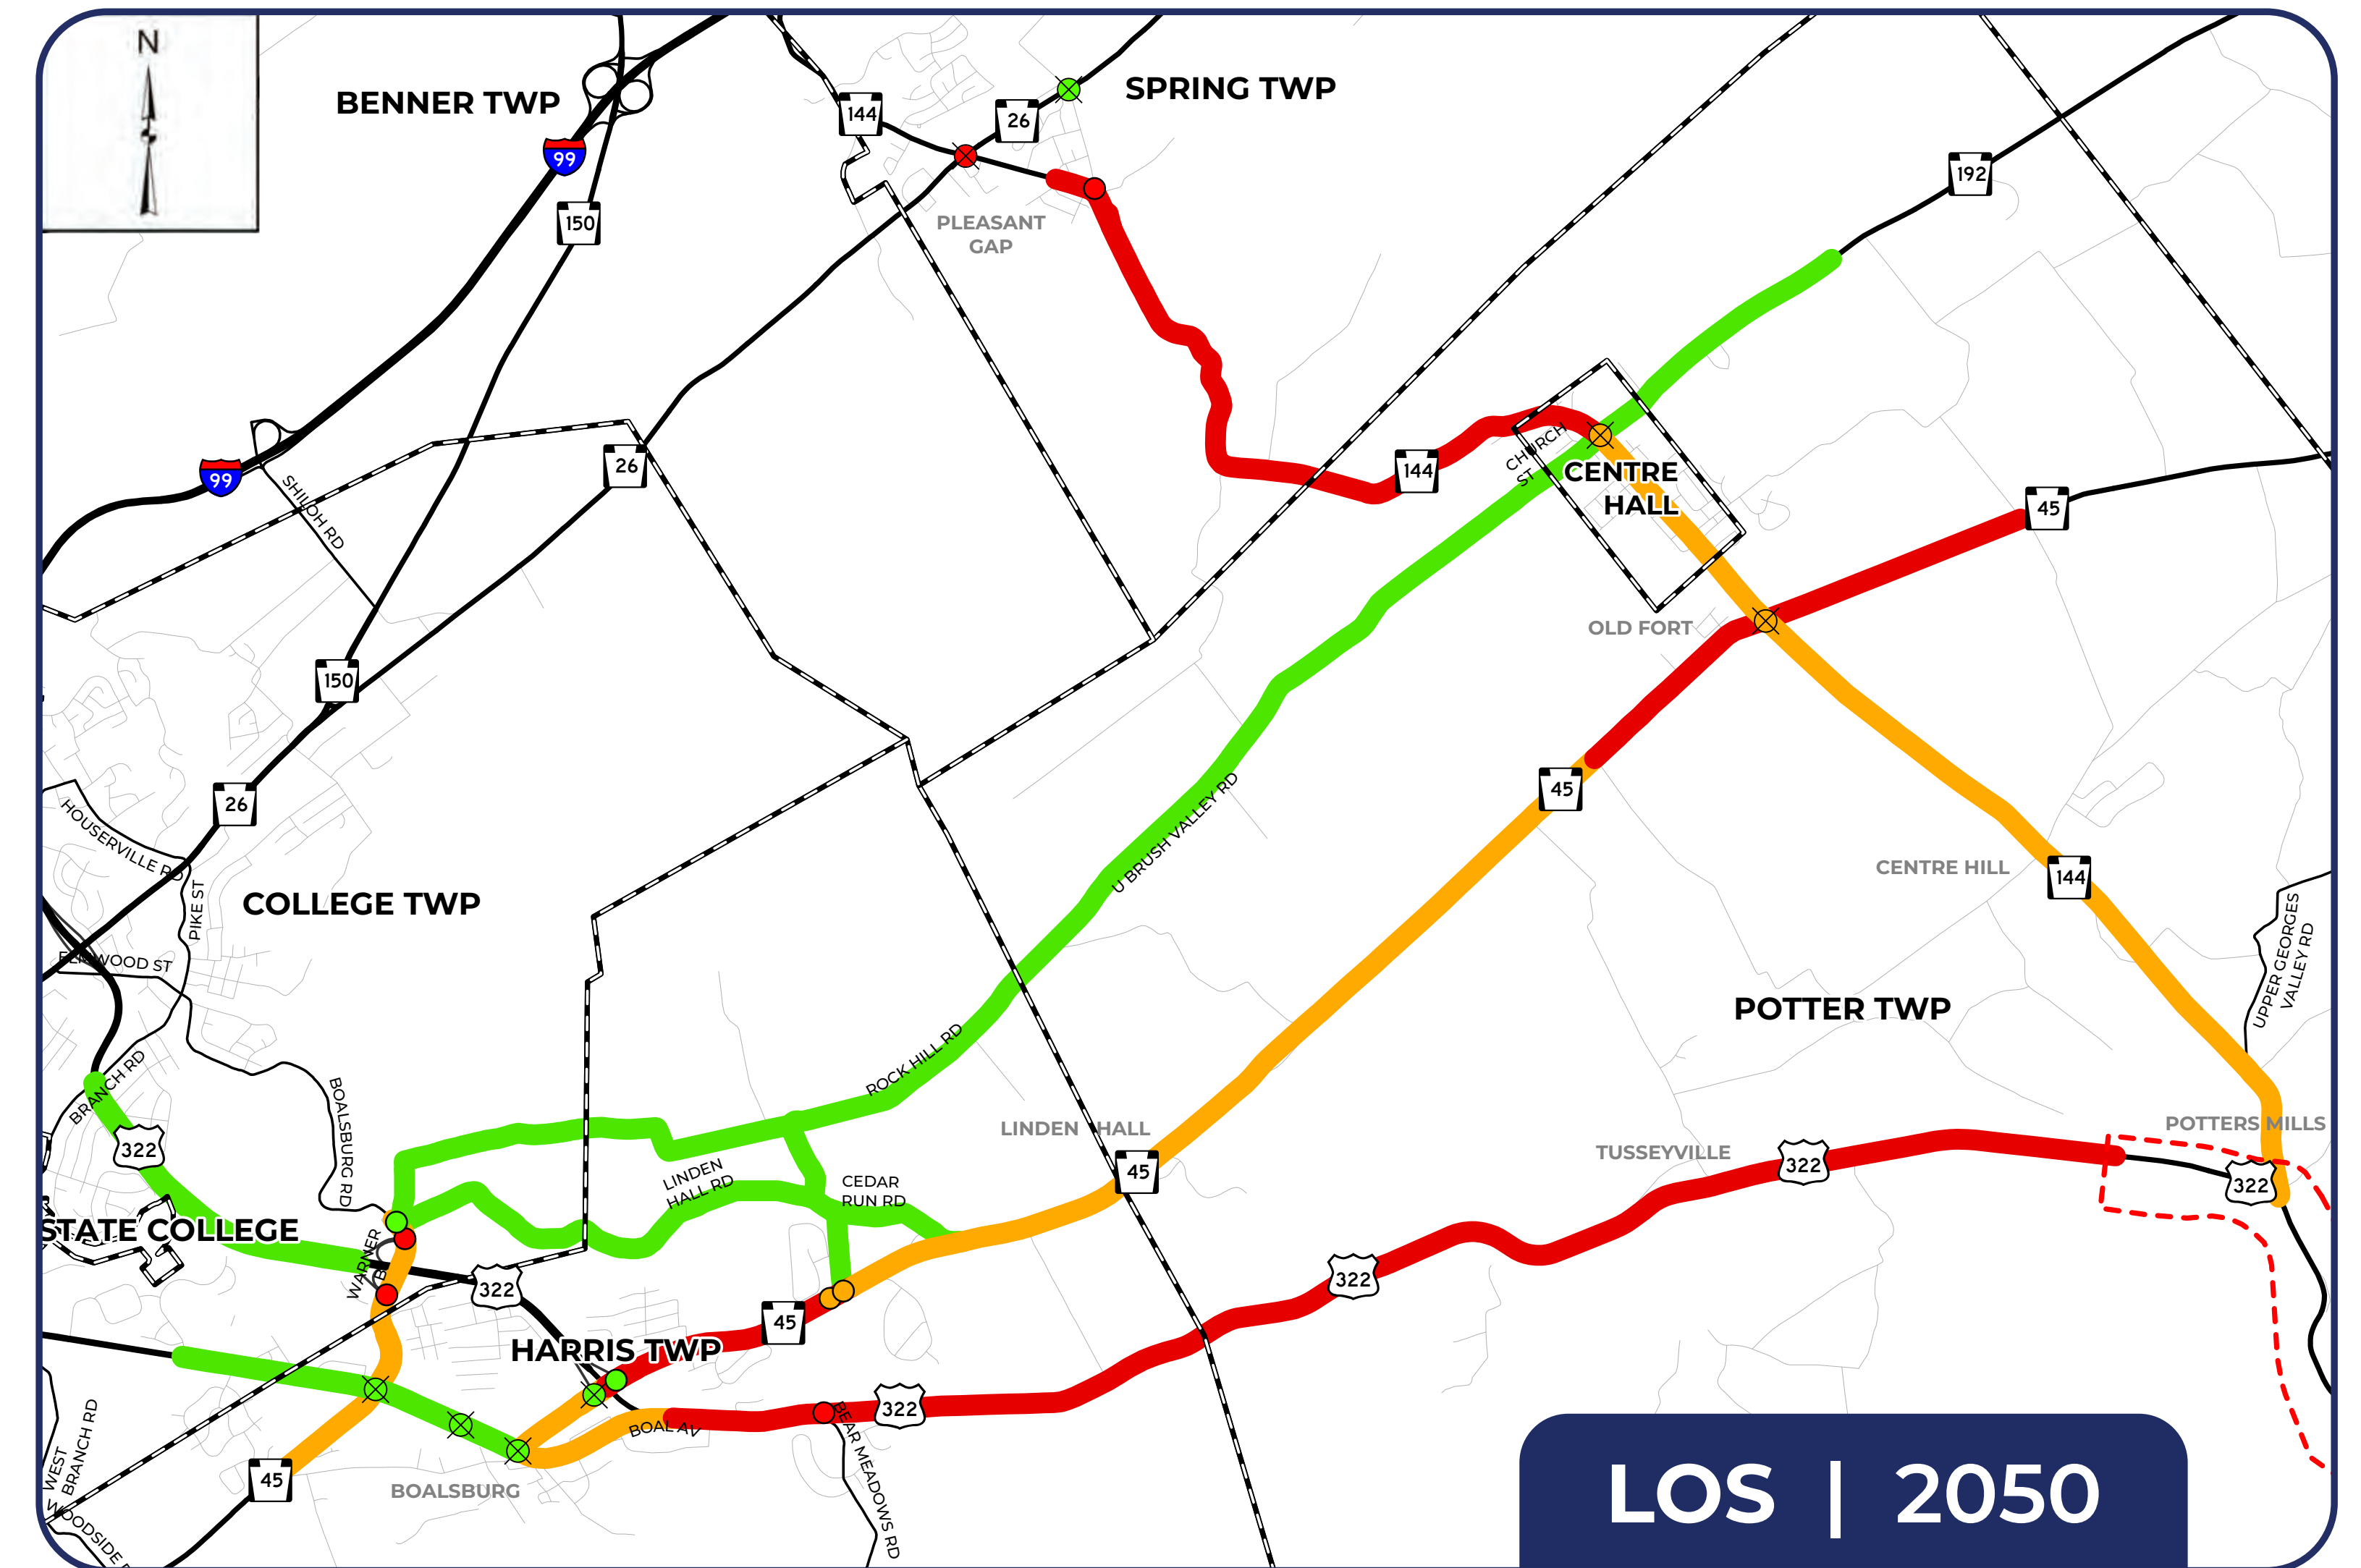 N
BENNER TWP
SPRING TWP
144
26
99
192
150
PLEASANT
GAP
CHURCH
ST
144
CENTRE
HALL
26
99
SHILOH RD
45
OLD FORT
150
45
26
HOUSERVILLE RD
U BRUSH VALLEY RD
CENTRE HILL
144
PIKE ST
COLLEGE TWP
UPPER GEORGES
VALLEY RD
ELMWOOD ST
POTTER TWP
ROCK HILL RD
BRANCH RD
BOALSBURG RD
LINDEN HALL
POTTERS MILLS
322
TUSSEYVILLE
322
45
LINDEN
HALL RD
CEDAR
RUN RD
322
STATE COLLEGE
WARNER
322
322
45
HARRIS TWP
322
BOAL AV
BEAR MEADOWS RD
WEST
BRANCH RD
45
BOALSBURG
LOS | 2050